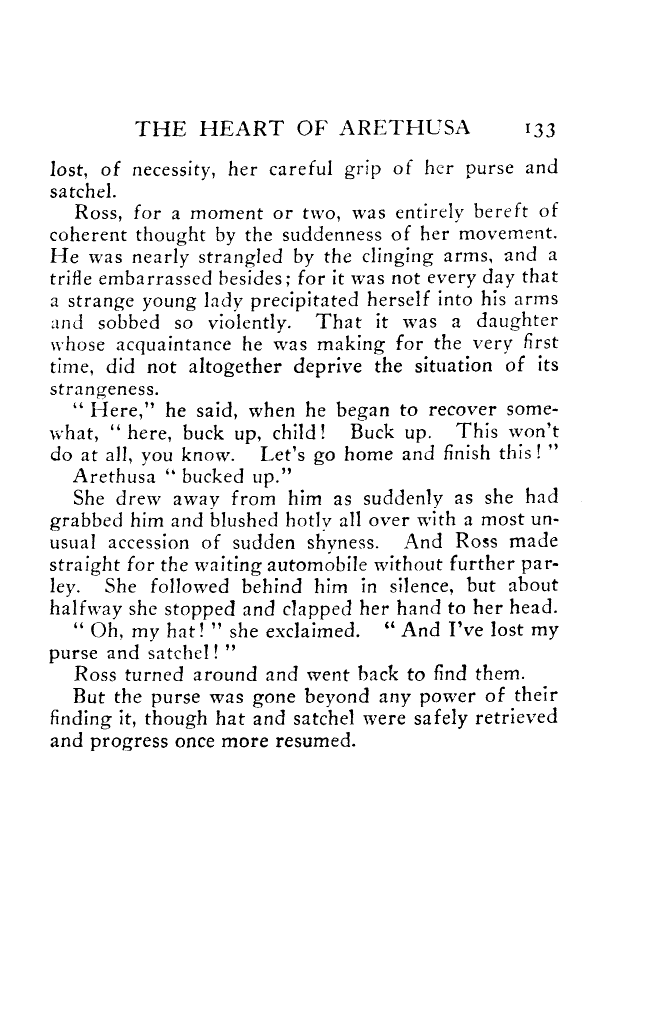 THE HEART OF ARETHUSA 133
lost, of necessity, her careful grip of her purse and
satchel.
Ross, for a moment or two, was entirely bereft of
coherent thought by the suddenness of her movement.
He was nearly strangled by the clinging arms, and a
trifle embarrassed besides; for it was not every day that
a strange young lady precipitated herself into his arms
and sobbed so violently. That it was a daughter
whose acquaintance he was making for the very first
time, did not altogether deprive the situation of its
strangeness.
“ Here,” he said, when he began to recover some-
what, “ here, buck up, child! Buck up. This won't
do at all, you know. Let's go home and finish this! ”
Arethusa “ bucked up.”
She drew away from him as suddenly as she had
grabbed him and blushed hotly all over with a most un-
usual accession of sudden shyness. And Ross made
straight for the waiting automobile without further par-
ley. She followed behind him in silence, but about
halfway she stopped and clapped her hand to her head.
“ Oh, my hat! ” she exclaimed. “ And I've lost my
purse and satchel! ”
Ross turned around and went back to find them.
But the purse was gone beyond any power of their
finding it, though hat and satchel were safely retrieved
and progress once more resumed.